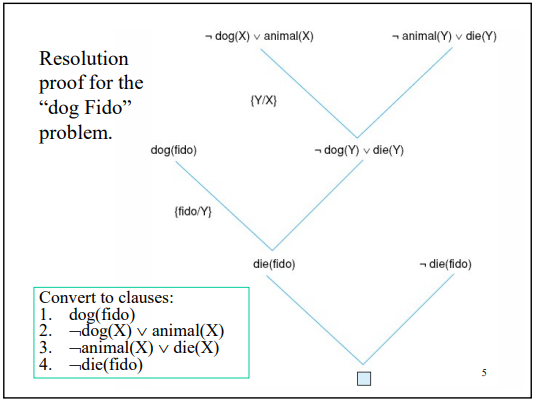 Resolution
proof for the
“dog Fido”
problem.
¬ dog(X) ∨ animal(X)
¬ animal(Y) ∨ die(Y)
{Y/X}
dog(fido)
¬ dog(Y) ∨ die(Y)
{fido/Y}
die(fido)
¬ die(fido)
Convert to clauses:
1. dog(fido)
2. ¬dog(X) ∨ animal(X)
3. ¬animal(X) ∨ die(X)
4. ¬die(fido)
5